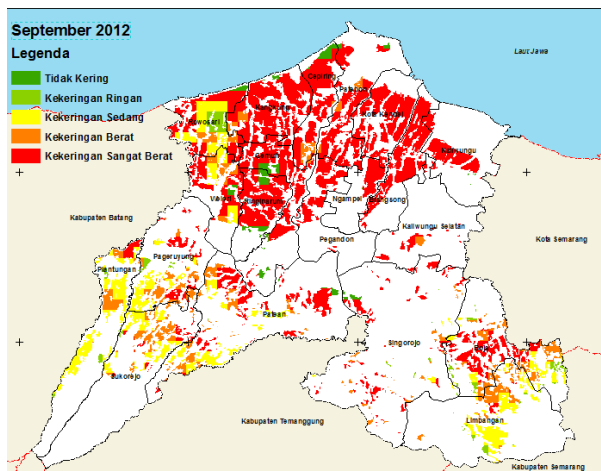 September 2012
Legenda
Tidak Kering
Kekeringan Ringan
Kekeringan Sedang
Kekeringan Berat
Kekeringan Sangat Berat
Laut Jawa
Cepiring
Patebon
Kangkung
Kota Kendal
Rowosari
Kaliwungu
Gemuh
Weleri
Ringinarum
Ngampel
Brangsong
Kabupaten Batang
Kaliwungu Selatan
Pegandon
Kota Semarang
Pageruyung
Plantungan
Patean
Singorojo
Boja
Sukorejo
Limbangan
Kabupaten Temanggung
Kabupaten Semarang